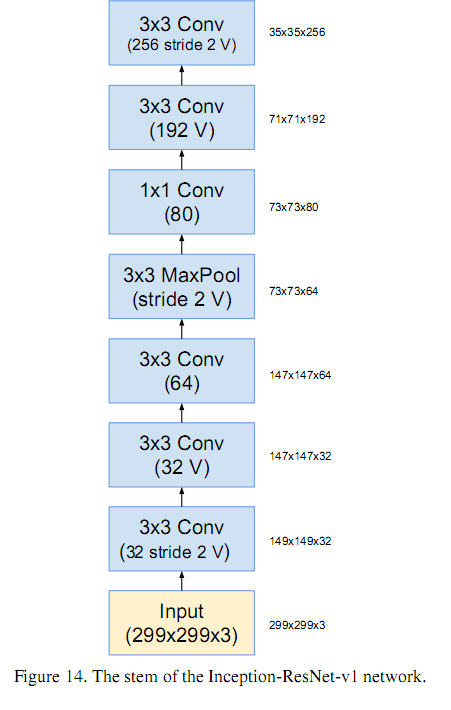 3x3 Conv
(256 stride 2 V)
35x35x256
3x3 Conv
(192 V)
71x71x192
1x1 Conv
(80)
73x73x80
3x3 MaxPool
(stride 2 V)
73x73x64
3x3 Conv
(64)
147x147x64
3x3 Conv
(32 V)
147x147x32
3x3 Conv
(32 stride 2 V)
149x149x32
Input
(299x299x3)
299x299x3
Figure 14. The stem of the Inception-ResNet-v1 network.